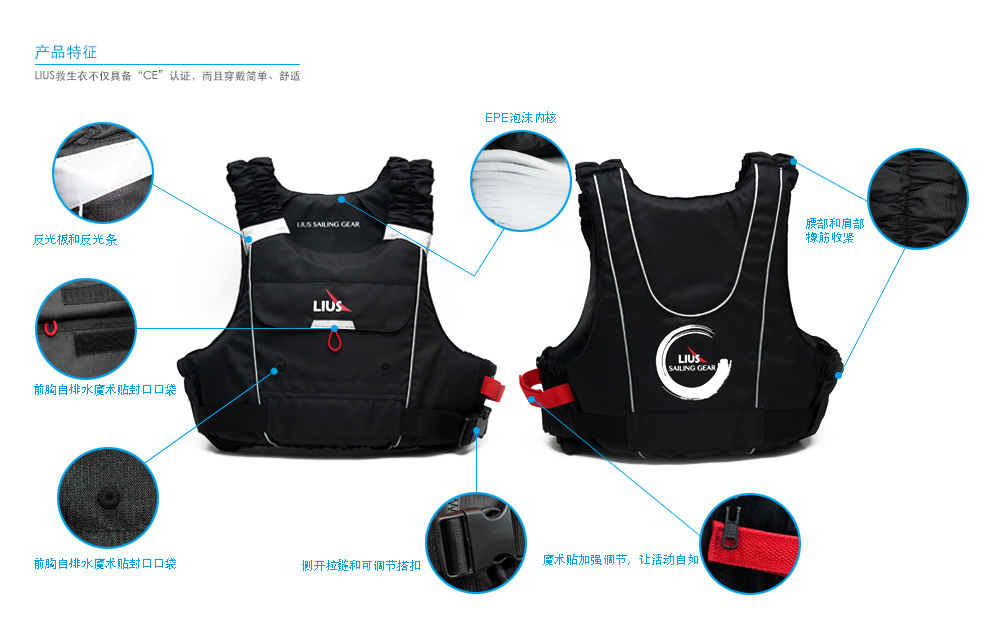 产品特征
LIUS救生衣不仅具备“CE”认证，而且穿戴简单、舒适
EPE泡沫内核
反光板和反光条
LIUS SAILING GEAR
腰部和肩部
橡筋收紧
LIUS
LIUS
SAILING GEAR
前胸自排水魔术贴封口口袋
前胸自排水魔术贴封口口袋
侧开拉链和可调节搭扣
魔术贴加强调节，让活动自如